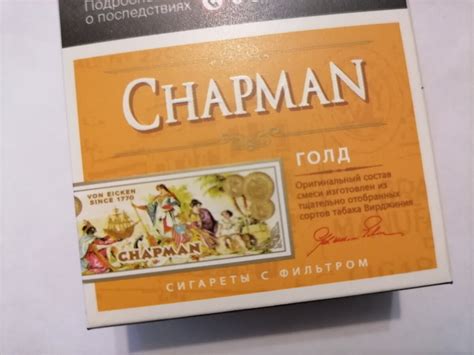 Подробн
о последствиях
CHAPMAN
ГОЛД
Оригинальный состав
смеси изготовлен из
тщательно отобранных
сортов табака Вирджиния
VON EICKEN
SINCE 1770
CHAPMAN
СИГАРЕТЫ С ФИЛЬТРОМ